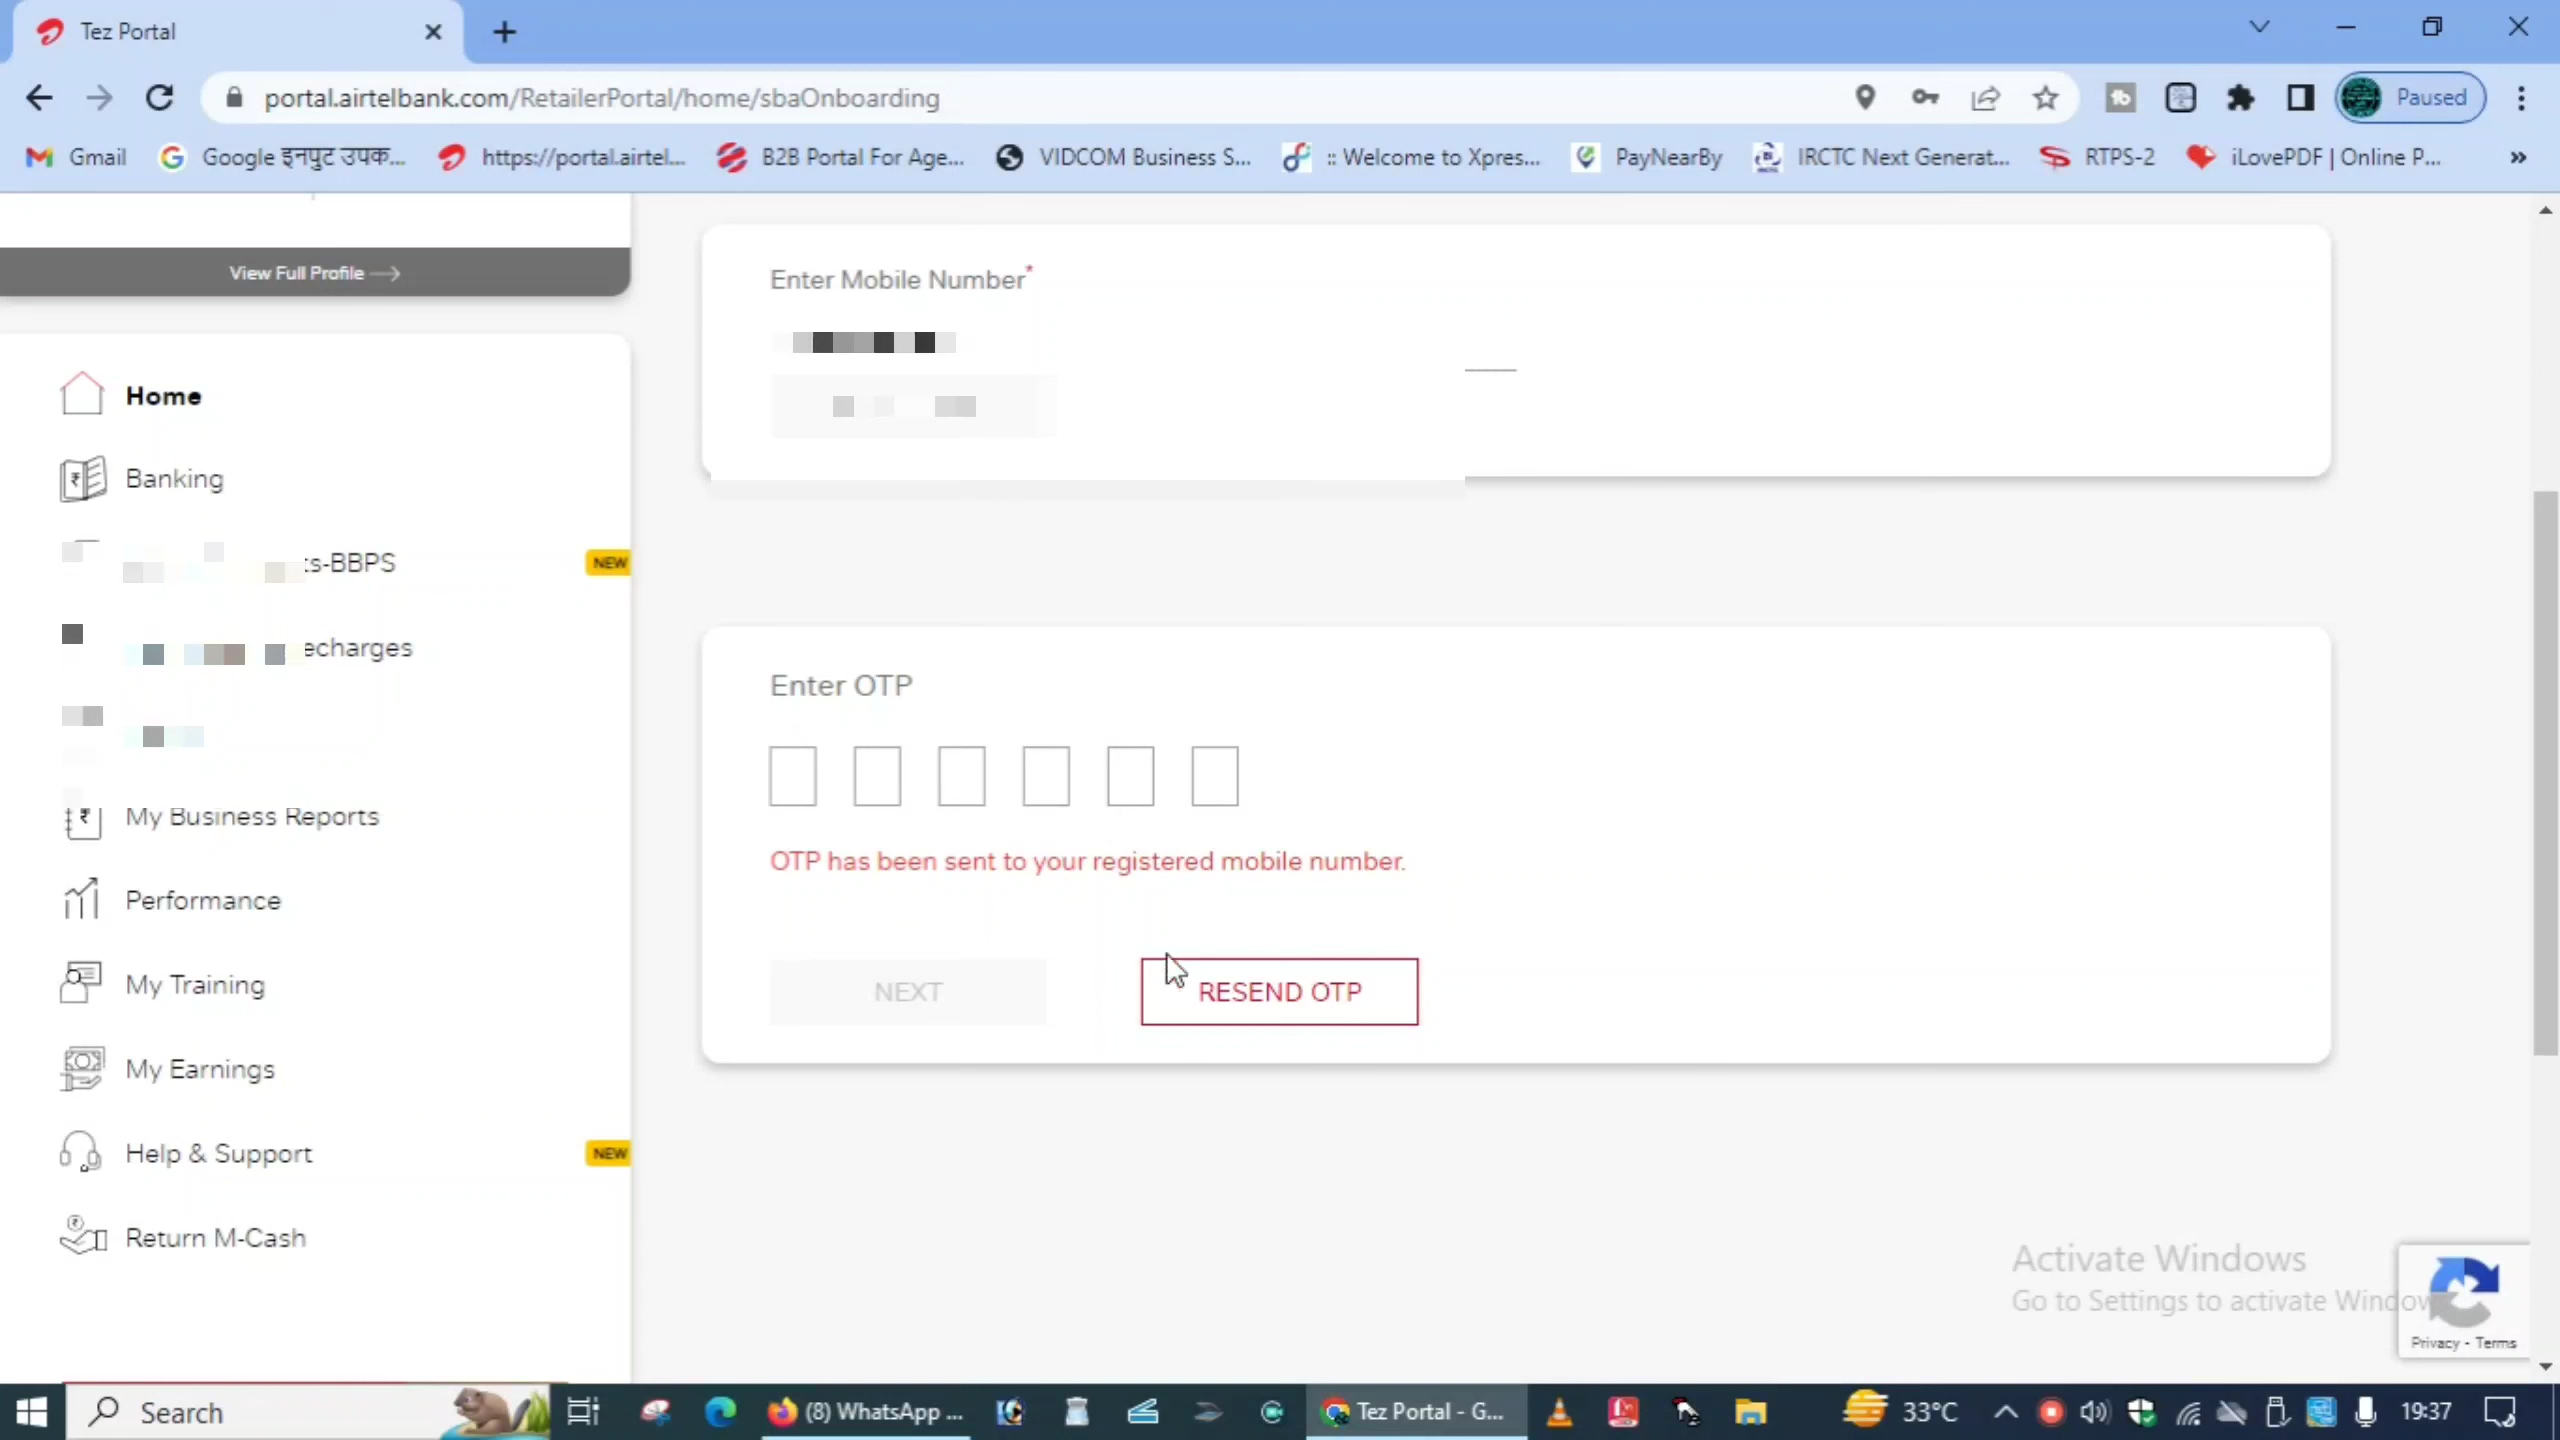 Tez Portal
portal.airtelbank.com/RetailerPortal/home/sbaOnboarding
Paused
Gmail
Google इनपुट उपक...
https://portal.airtel...
B2B Portal For Age...
VIDCOM Business S...
:: Welcome to Xpres...
PayNearBy
IRCTC Next Generat...
RTPS-2
iLovePDF | Online P...
»
View Full Profile
Enter Mobile Number*
Home
Banking
ts-BBPS
NEW
echarges
My Business Reports
Performance
My Training
My Earnings
Help & Support
NEW
Return M-Cash
Enter OTP
OTP has been sent to your registered mobile number.
NEXT
RESEND OTP
Activate Windows
Go to Settings to activate Windows
Privacy - Terms
Search
(8) WhatsApp ...
Tez Portal - G...
33°C
19:37